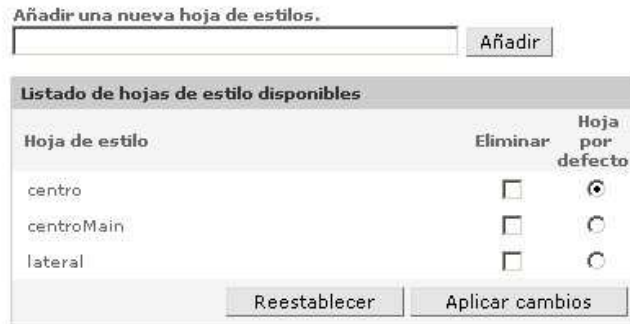 Añadir una nueva hoja de estilos.
Añadir
Listado de hojas de estilo disponibles
Hoja de estilo Eliminar Hoja por defecto
centro
centroMain
lateral
Reestablecer Aplicar cambios